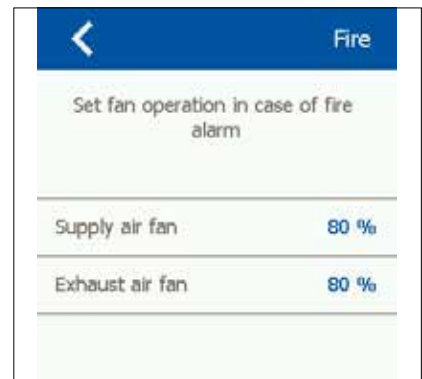 Fire
Set fan operation in case of fire
alarm
Supply air fan 80 %
Exhaust air fan 80 %